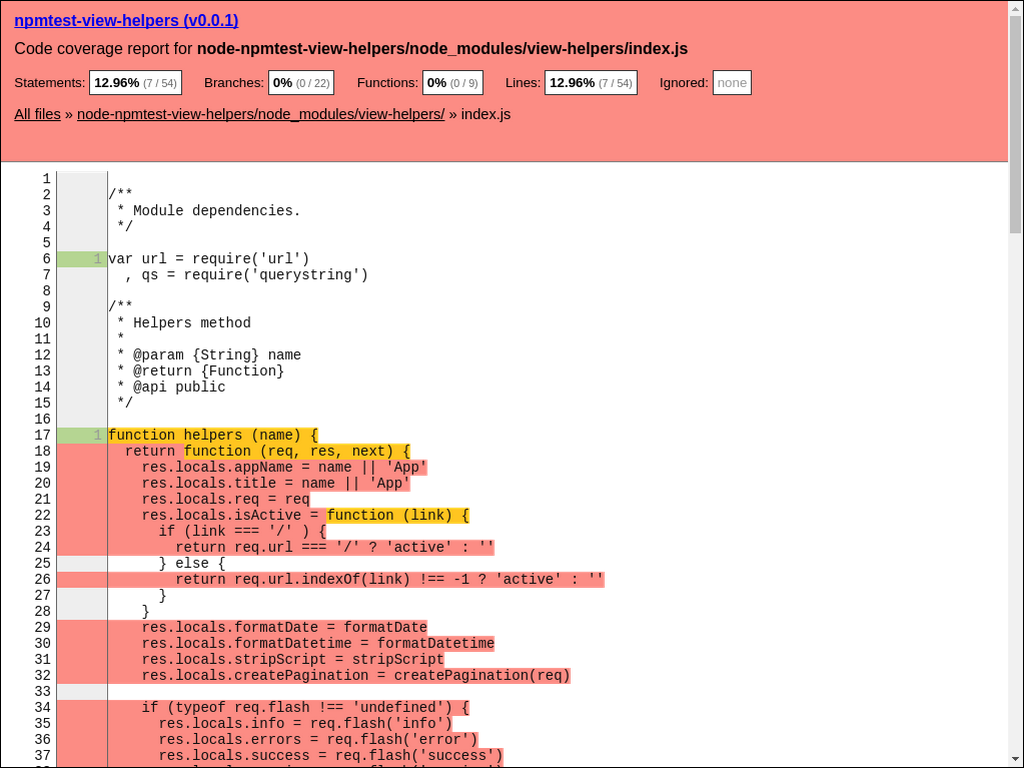 npmtest-view-helpers (v0.0.1)
Code coverage report for node-npmtest-view-helpers/node_modules/view-helpers/index.js
Statements: 12.96% (7 / 54) Branches: 0% (0 / 22) Functions: 0% (0 / 9) Lines: 12.96% (7 / 54) Ignored: none
All files » node-npmtest-view-helpers/node_modules/view-helpers/ » index.js
1
2 /**
3  * Module dependencies.
4  */
5
6 1 var url = require('url')
7   , qs = require('querystring')
8
9 /**
10  * Helpers method
11  *
12  * @param {String} name
13  * @return {Function}
14  * @api public
15  */
16
17 1 function helpers (name) {
18   return function (req, res, next) {
19     res.locals.appName = name || 'App'
20     res.locals.title = name || 'App'
21     res.locals.req = req
22     res.locals.isActive = function (link) {
23       if (link === '/' ) {
24         return req.url === '/' ? 'active' : ''
25       } else {
26         return req.url.indexOf(link) !== -1 ? 'active' : ''
27       }
28     }
29     res.locals.formatDate = formatDate
30     res.locals.formatDatetime = formatDatetime
31     res.locals.stripScript = stripScript
32     res.locals.createPagination = createPagination(req)
33
34     if (typeof req.flash !== 'undefined') {
35       res.locals.info = req.flash('info')
36       res.locals.errors = req.flash('error')
37       res.locals.success = req.flash('success')